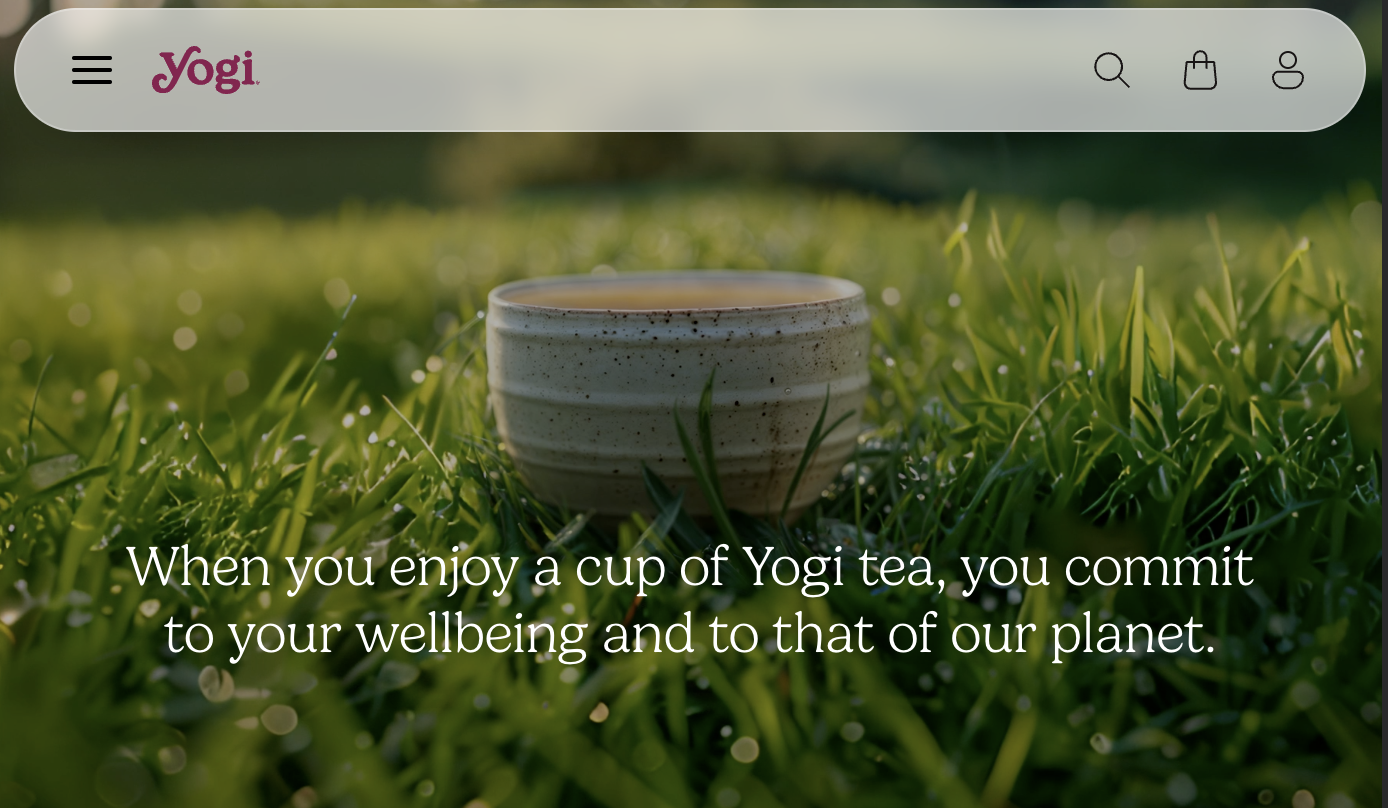 yogi
When you enjoy a cup of Yogi tea, you commit
to your wellbeing and to that of our planet.